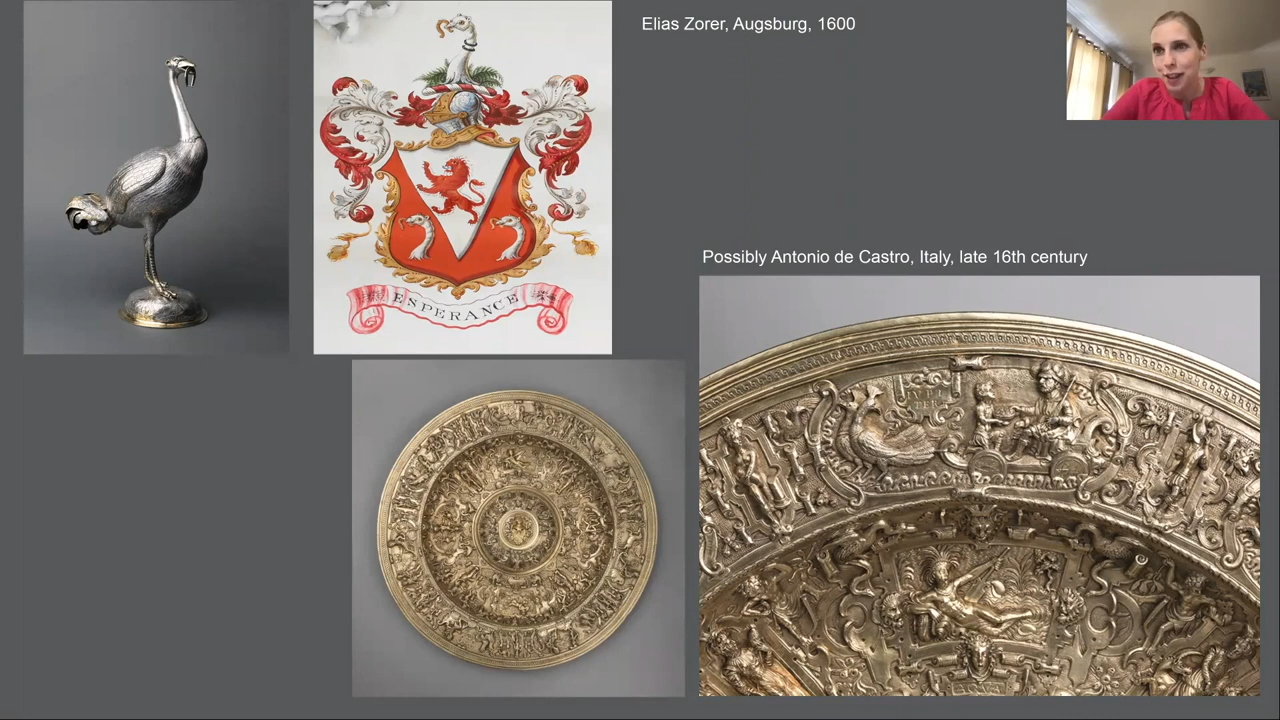 Elias Zorer, Augsburg, 1600
ESPERANCE
Possibly Antonio de Castro, Italy, late 16th century